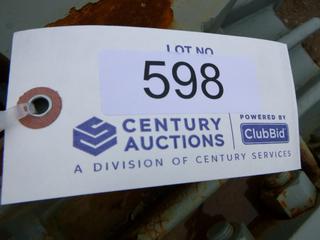 LOT NO.
598
CENTURY
AUCTIONS
POWERED BY
ClubBid
A DIVISION OF CENTURY SERVICES